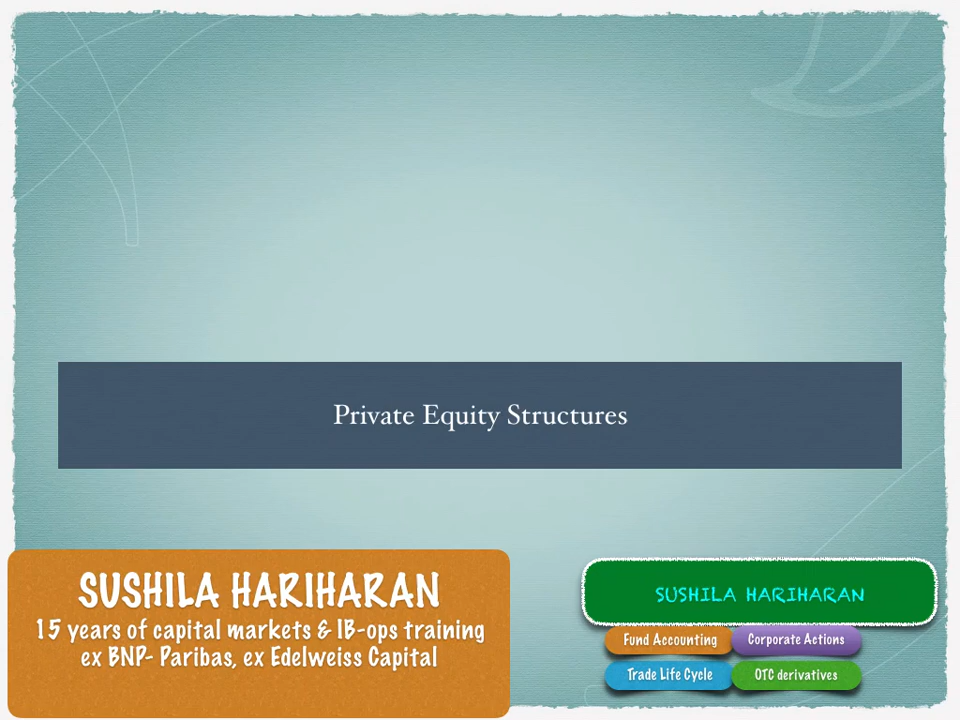 Private Equity Structures
SUSHILA HARIHARAN
15 years of capital markets & IB-ops training
ex BNP- Paribas, ex Edelweiss Capital
SUSHILA HARIHARAN
Fund Accounting
Corporate Actions
Trade Life Cycle
OTC derivatives